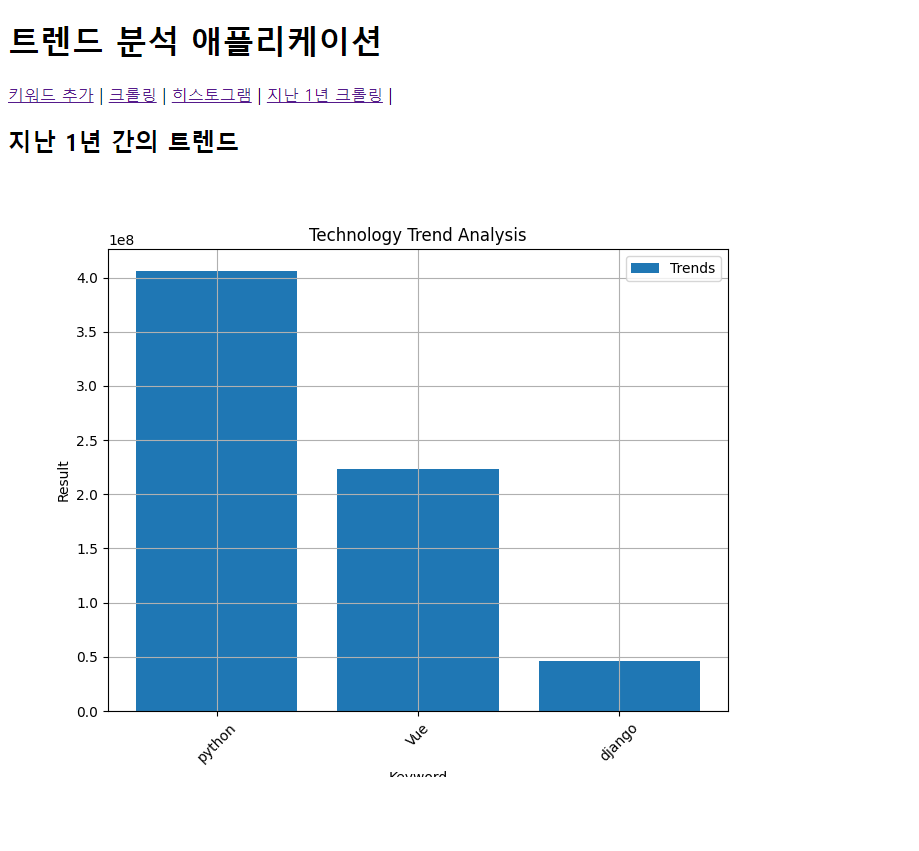 트렌드 분석 애플리케이션
키워드 추가 | 크롤링 | 히스토그램 | 지난 1년 크롤링 |
지난 1년 간의 트렌드
Technology Trend Analysis
1e8
Trends
4.0
3.5
3.0
2.5
2.0
1.5
1.0
0.5
0.0
Result
python
Vue
django
Keyword